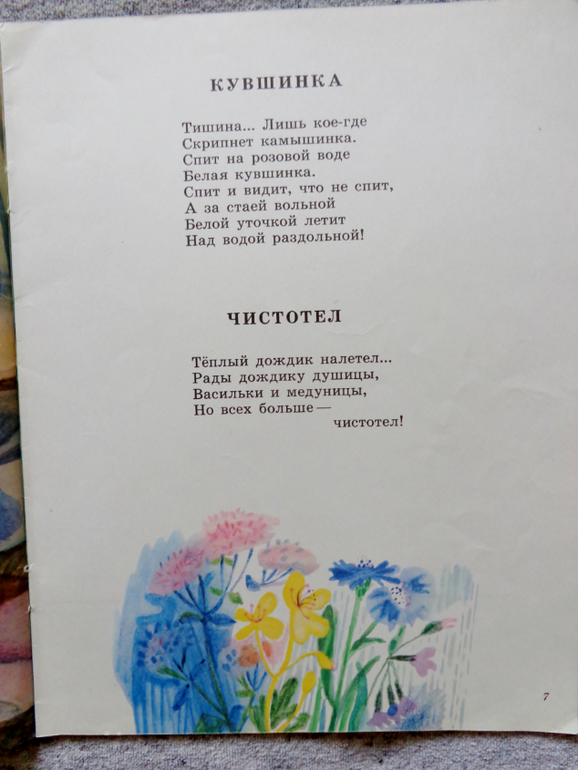 КУВШИНКА
Тишина... Лишь кое-где
Скрипнет камышинка.
Спит на розовой воде
Белая кувшинка.
Спит и видит, что не спит,
А за стаей вольной
Белой уточкой летит
Над водой раздольной!
ЧИСТОТЕЛ
Тёплый дождик налетел...
Рады дождику душицы,
Васильки и медуницы,
Но всех больше —
чистотел!
7